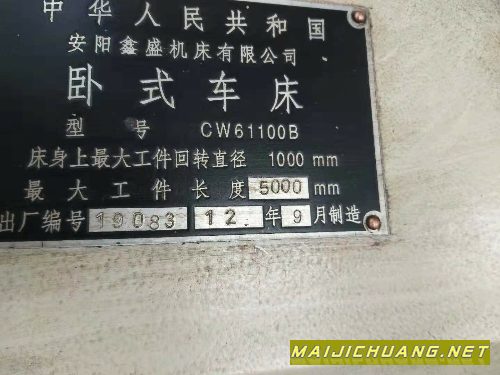 中华人民共和国
安阳鑫盛机床有限公司
卧式车床
型号 CW61100B
床身上最大工件回转直径 1000 mm
最大工件长度 5000 mm
出厂编号 19083 12. 年 9 月制造
MAIJICHUANG.NET